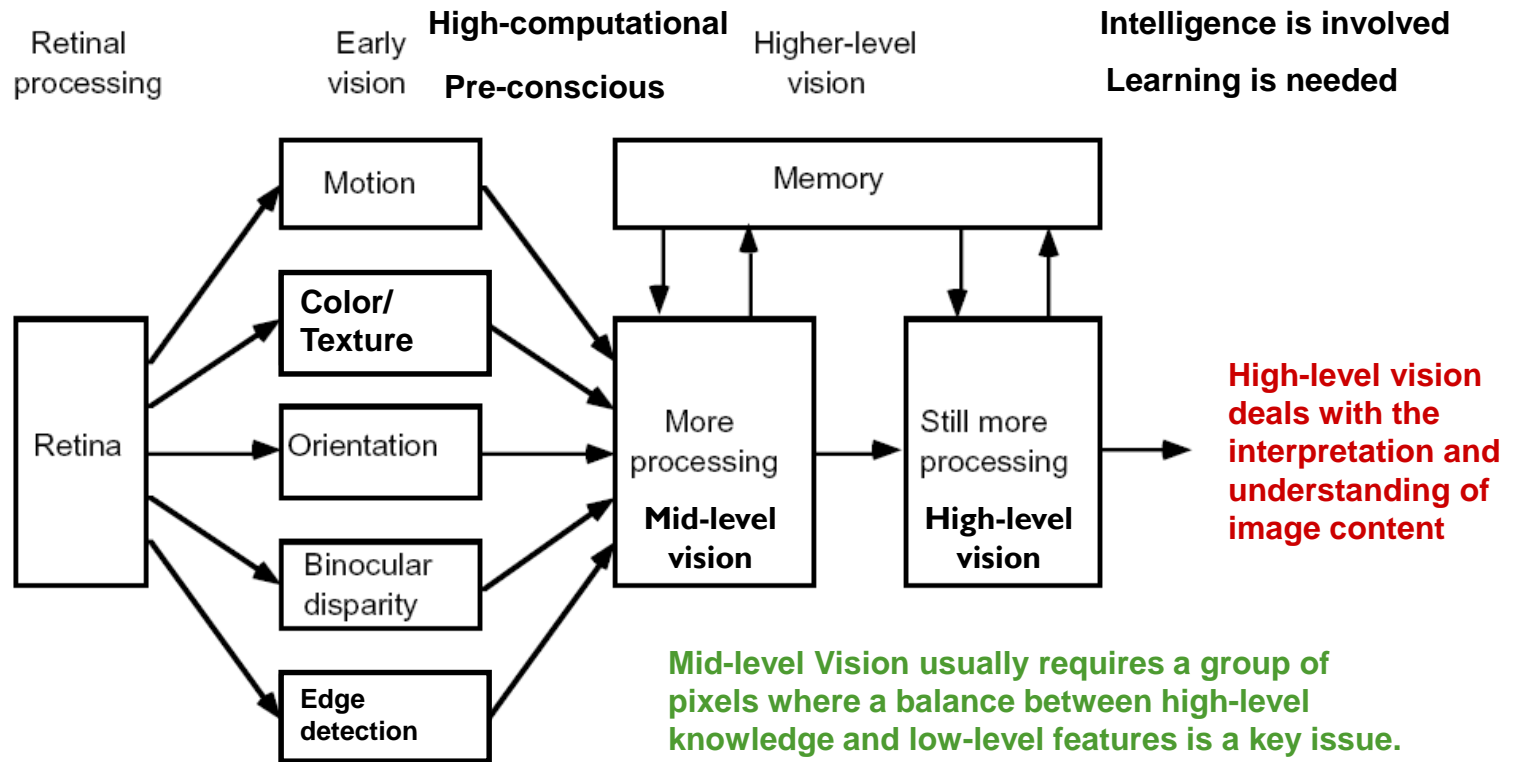 Retinal
processing
Early
vision
High-computational
Pre-conscious
Higher-level
vision
Intelligence is involved
Learning is needed
Motion
Memory
Color/
Texture
Retina
Orientation
More
processing
Mid-level
vision
Still more
processing
High-level
vision
High-level vision
deals with the
interpretation and
understanding of
image content
Binocular
disparity
Edge
detection
Mid-level Vision usually requires a group of
pixels where a balance between high-level
knowledge and low-level features is a key issue.